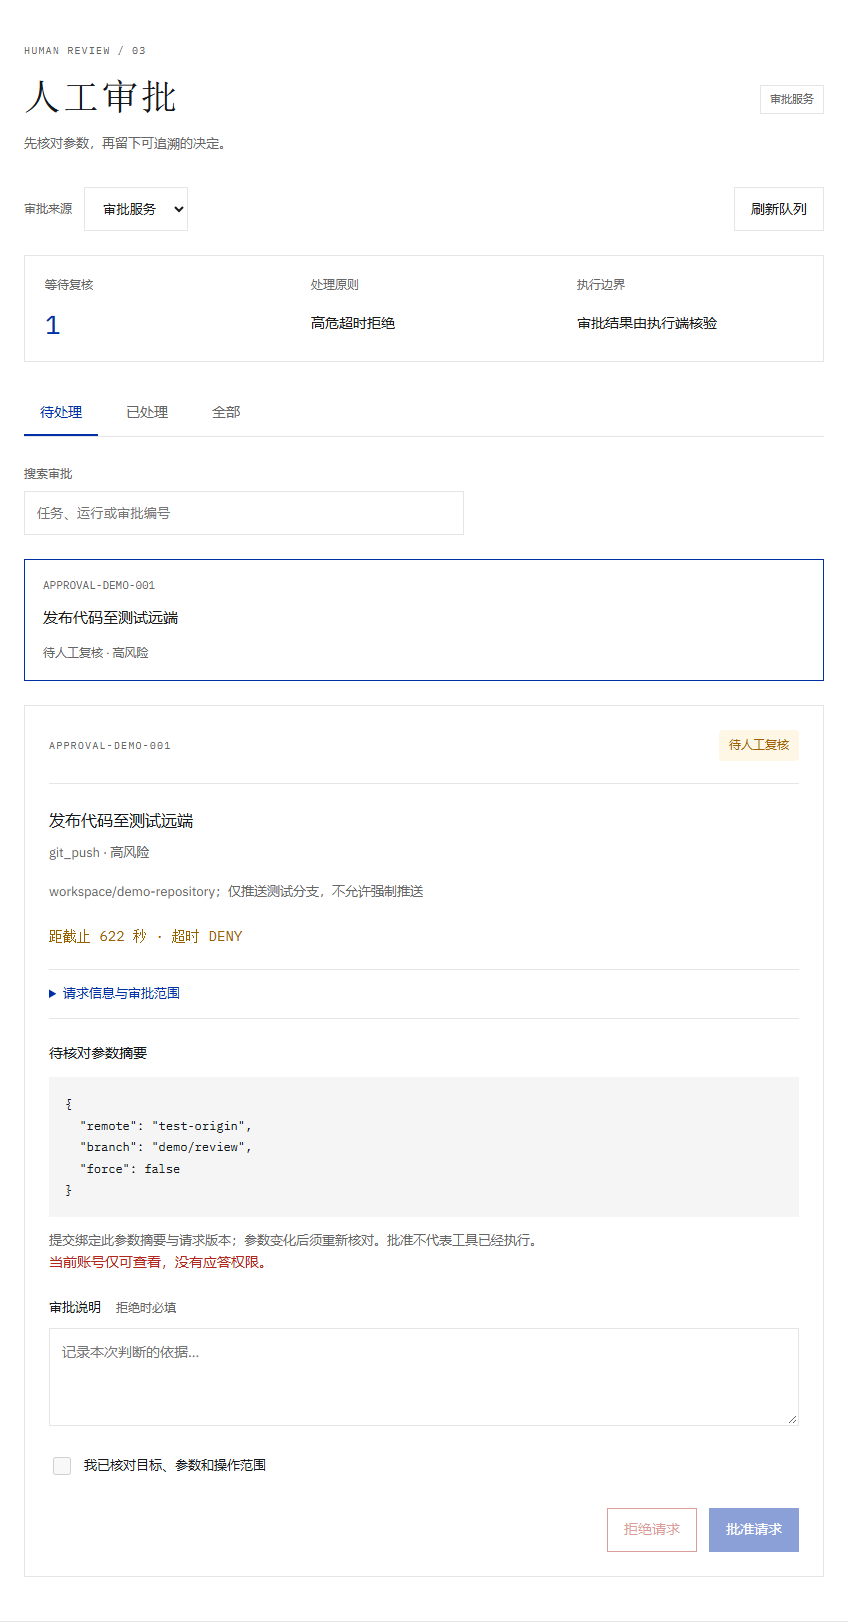 HUMAN REVIEW / 03
人工审批
审批服务
先核对参数，再留下可追溯的决定。
审批来源
审批服务
刷新队列
等待复核
处理原则
执行边界
1
高危超时拒绝
审批结果由执行端核验
待处理
已处理
全部
搜索审批
任务、运行或审批编号
APPROVAL-DEMO-001
发布代码至测试远端
待人工复核 · 高风险
APPROVAL-DEMO-001
待人工复核
发布代码至测试远端
git_push · 高风险
workspace/demo-repository；仅推送测试分支，不允许强制推送
距截止 622 秒 · 超时 DENY
请求信息与审批范围
待核对参数摘要
{
"remote": "test-origin",
"branch": "demo/review",
"force": false
}
提交绑定此参数摘要与请求版本；参数变化后须重新核对。批准不代表工具已经执行。
当前账号仅可查看，没有应答权限。
审批说明 拒绝时必填
记录本次判断的依据...
我已核对目标、参数和操作范围
拒绝请求
批准请求